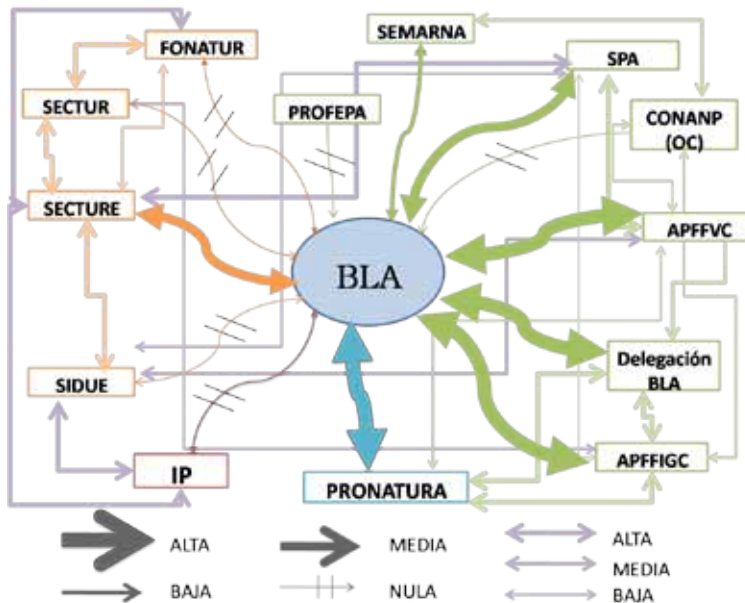 FONATUR
SEMARNA
SPA
SECTUR
PROFEPA
CONANP
(OC)
SECTURE
APFFVC
BLA
Delegación
BLA
SIDUE
APFFIGC
IP
PRONATURA
ALTA
MEDIA
ALTA
MEDIA
BAJA
NULA
BAJA